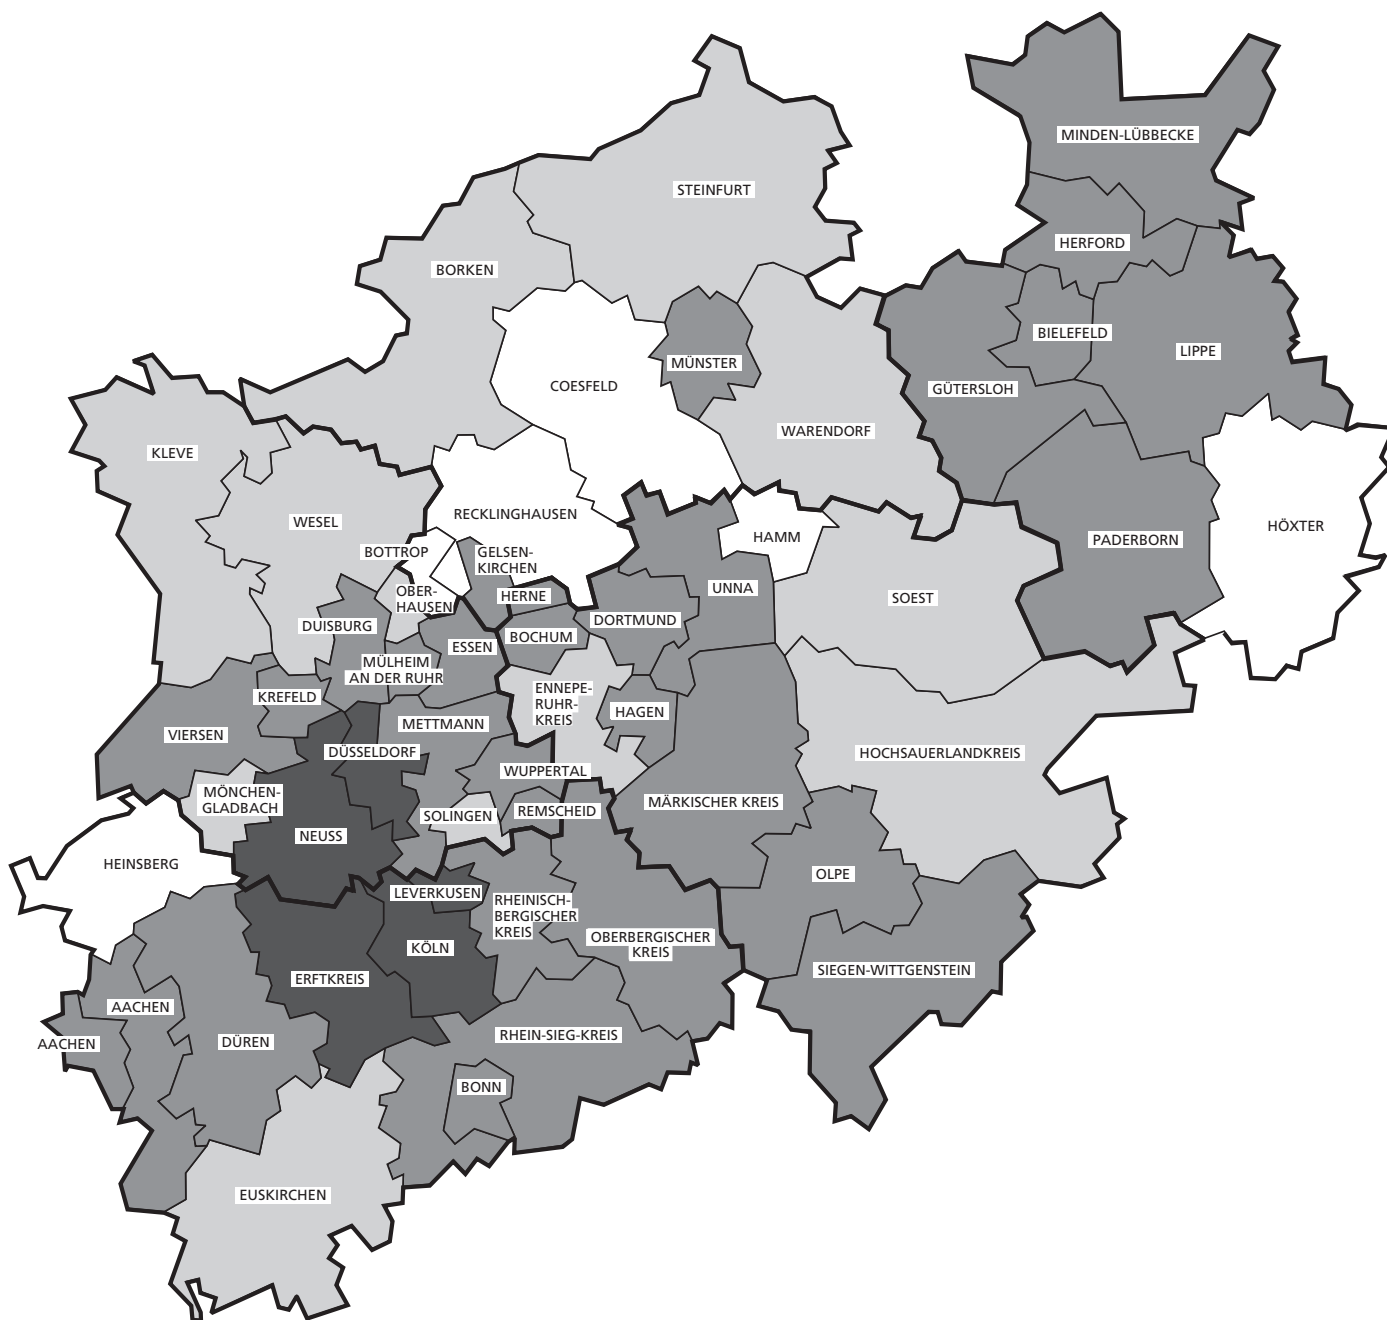 MINDEN-LÜBBECKE
STEINFURT
HERFORD
BORKEN
BIELEFELD
LIPPE
MÜNSTER
COESFELD
GÜTERSLOH
WARENDORF
KLEVE
RECKLINGHAUSEN
WESEL
HÖXTER
HAMM
PADERBORN
BOTTROP
GELSEN-
KIRCHEN
UNNA
OBER-
HAUSEN
HERNE
SOEST
DORTMUND
DUISBURG
BOCHUM
ESSEN
MÜLHEIM
AN DER RUHR
KREFELD
ENNEPE-
RUHR-
KREIS
HAGEN
METTMANN
VIERSEN
DÜSSELDORF
HOCHSAUERLANDKREIS
WUPPERTAL
MÖNCHEN-
GLADBACH
MÄRKISCHER KREIS
REMSCHEID
SOLINGEN
NEUSS
HEINSBERG
OLPE
LEVERKUSEN
RHEINISCH-
BERGISCHER
KREIS
OBERBERGISCHER
KREIS
KÖLN
SIEGEN-WITTGENSTEIN
ERFTKREIS
AACHEN
RHEIN-SIEG-KREIS
DÜREN
AACHEN
BONN
EUSKIRCHEN